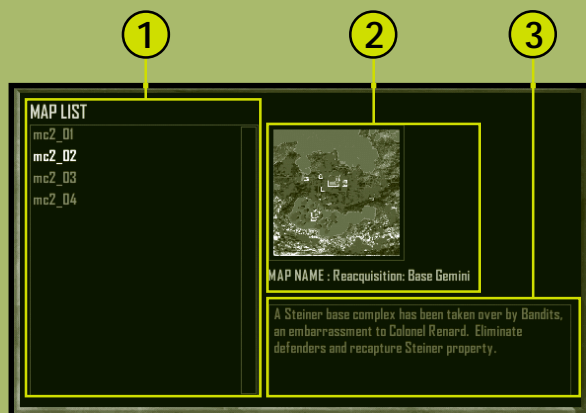 1 2 3
MAP LIST
mc2_01
mc2_02
mc2_03
mc2_04
MAP NAME : Reacquisition: Base Gemini
A Steiner base complex has been taken over by Bandits,
an embarrassment to Colonel Renard. Eliminate
defenders and recapture Steiner property.